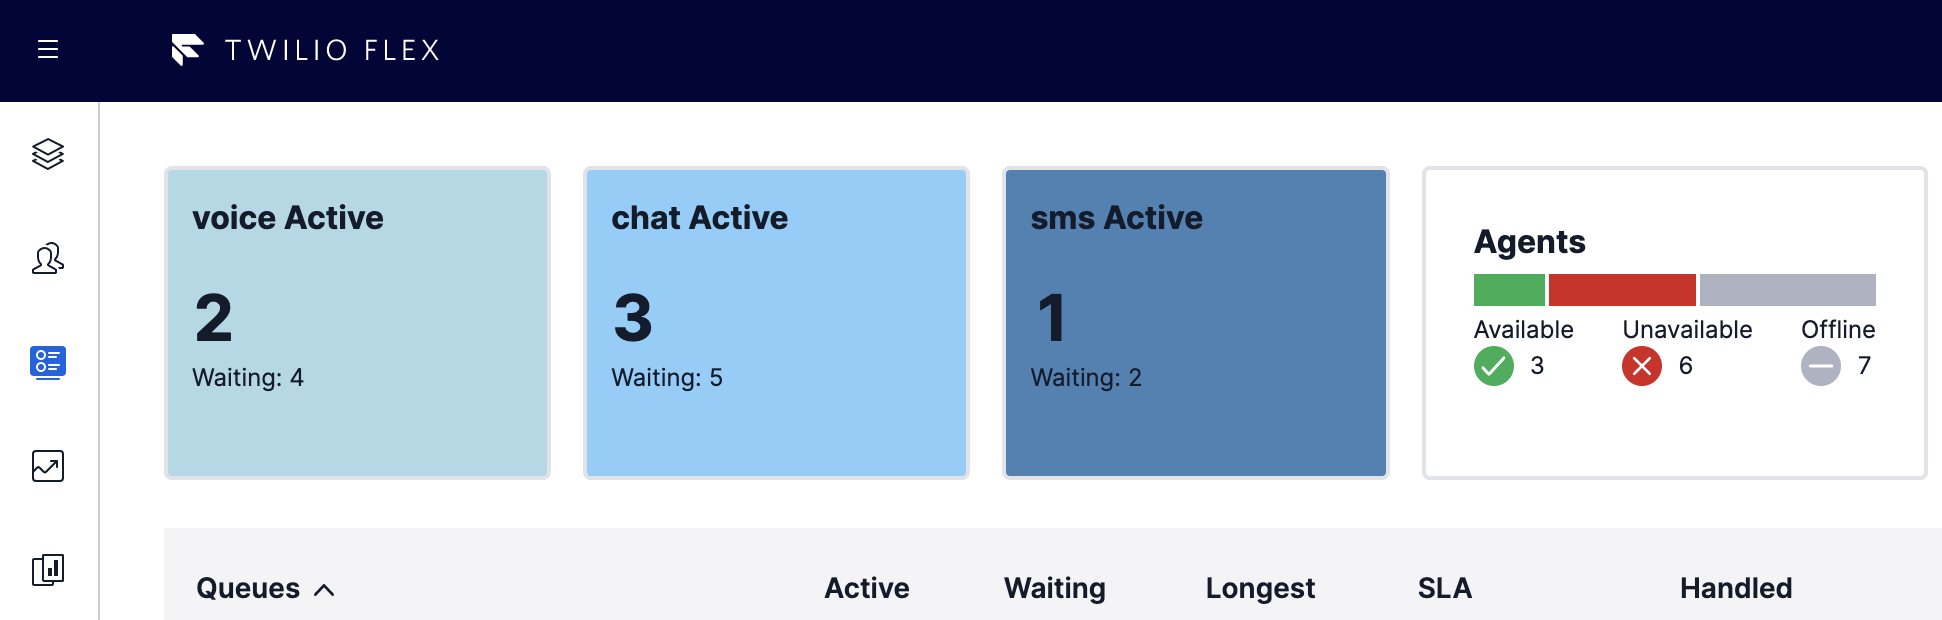 TWILIO FLEX
voice Active
2
Waiting: 4
chat Active
3
Waiting: 5
sms Active
1
Waiting: 2
Agents
Available Unavailable Offline
3 6 7
Queues Active Waiting Longest SLA Handled